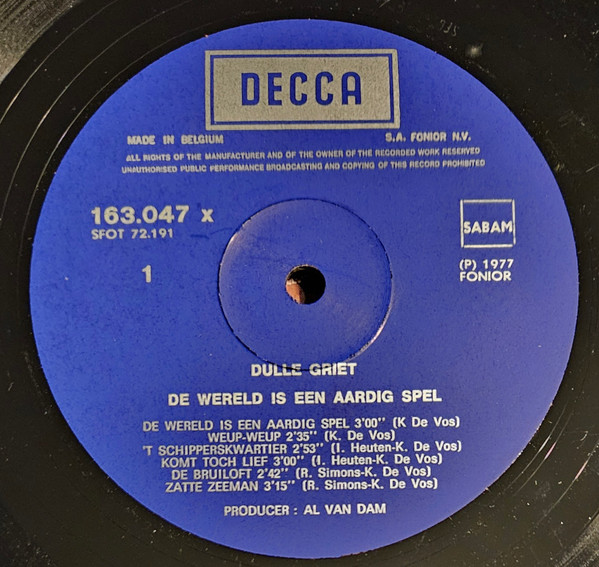 DECCA
MADE IN BELGIUM
S.A. FONIOR N.V.
ALL RIGHTS OF THE MANUFACTURER AND OF THE OWNER OF THE RECORDED WORK RESERVED
UNAUTHORISED PUBLIC PERFORMANCE BROADCASTING AND COPYING OF THIS RECORD PROHIBITED
163.047 x
SFOT 72.191
SABAM
1
(P) 1977
FONIOR
DULLE GRIET
DE WERELD IS EEN AARDIG SPEL
DE WERELD IS EEN AARDIG SPEL 3'00" (K De Vos)
WEUP-WEUP 2'35" (K. De Vos)
'T SCHIPPERSKWARTIER 2'53" (I. Heuten-K. De Vos)
KOMT TOCH LIEF 3'00" (I. Heuten-K. De Vos)
DE BRUILOFT 2'42" (R. Simons-K. De Vos)
ZATTE ZEEMAN 3'15" (R. Simons-K. De Vos)
PRODUCER : AL VAN DAM